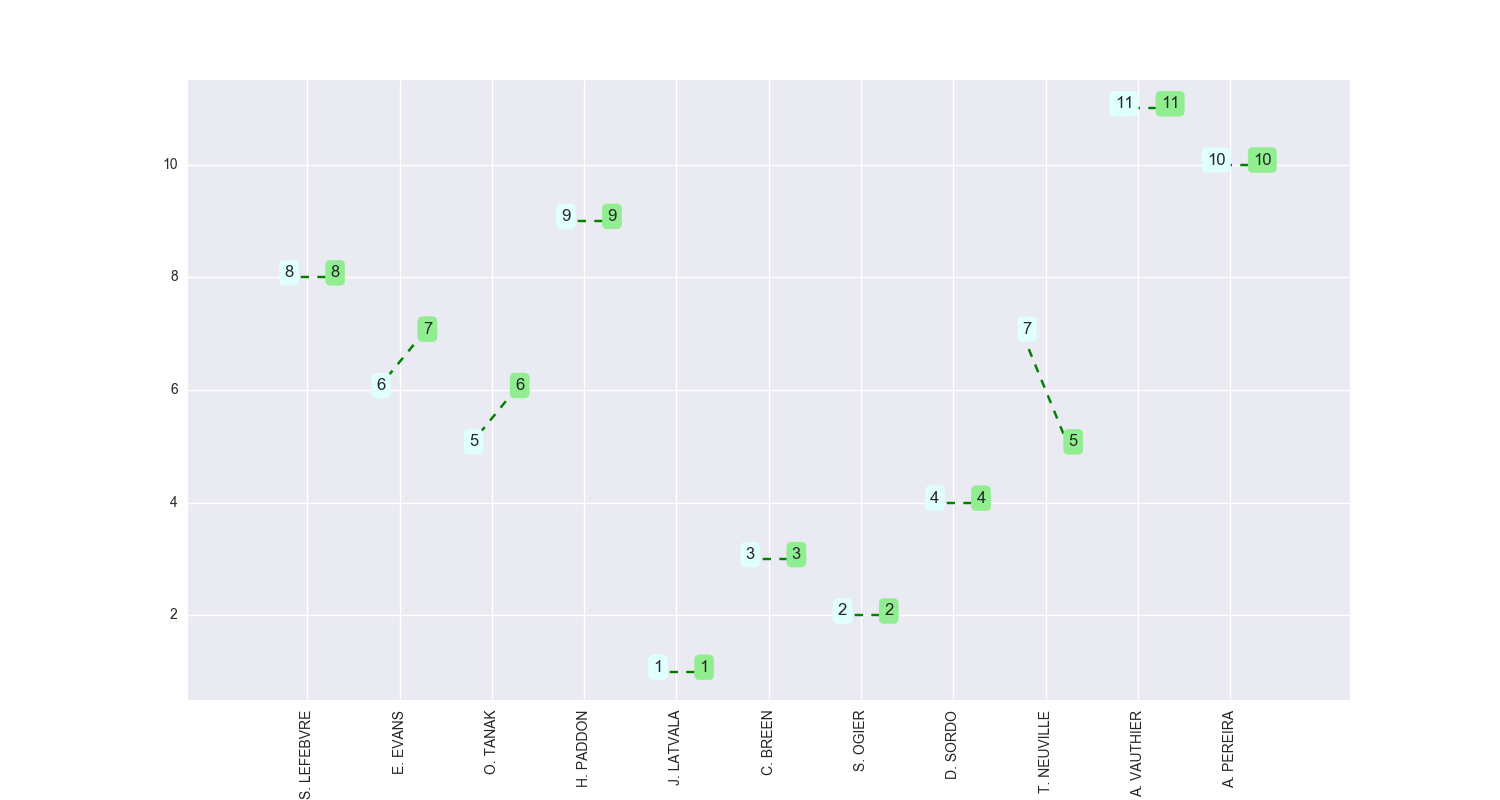 11 11
10 10 10
9 9
8 8 8
7 7
6 6 6
5 5
4 4 4
3 3
2 2 2
1 1
S. LEFEBVRE
E. EVANS
O. TANAK
H. PADDON
J. LATVALA
C. BREEN
S. OGIER
D. SORDO
T. NEUVILLE
A. VAUTHIER
A. PEREIRA